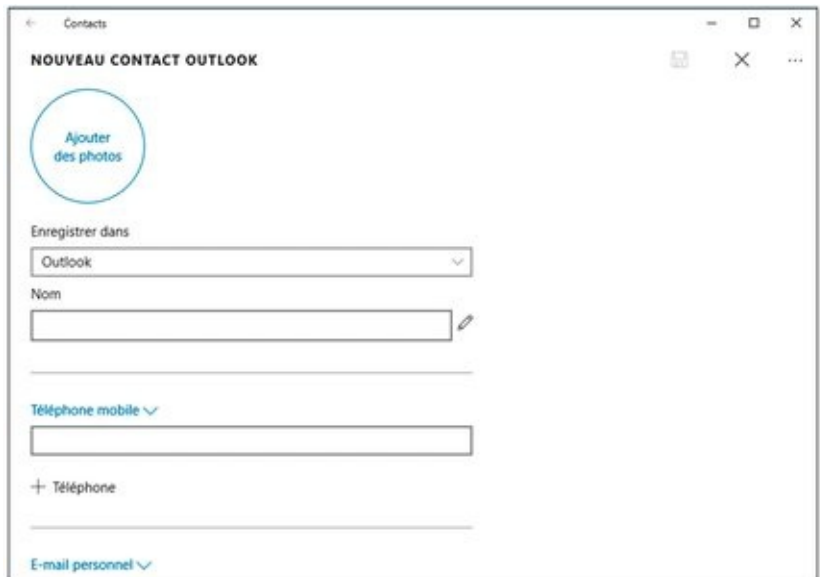 Contacts
NOUVEAU CONTACT OUTLOOK
Ajouter
des photos
Enregistrer dans
Outlook
Nom
Téléphone mobile
+ Téléphone
E-mail personnel